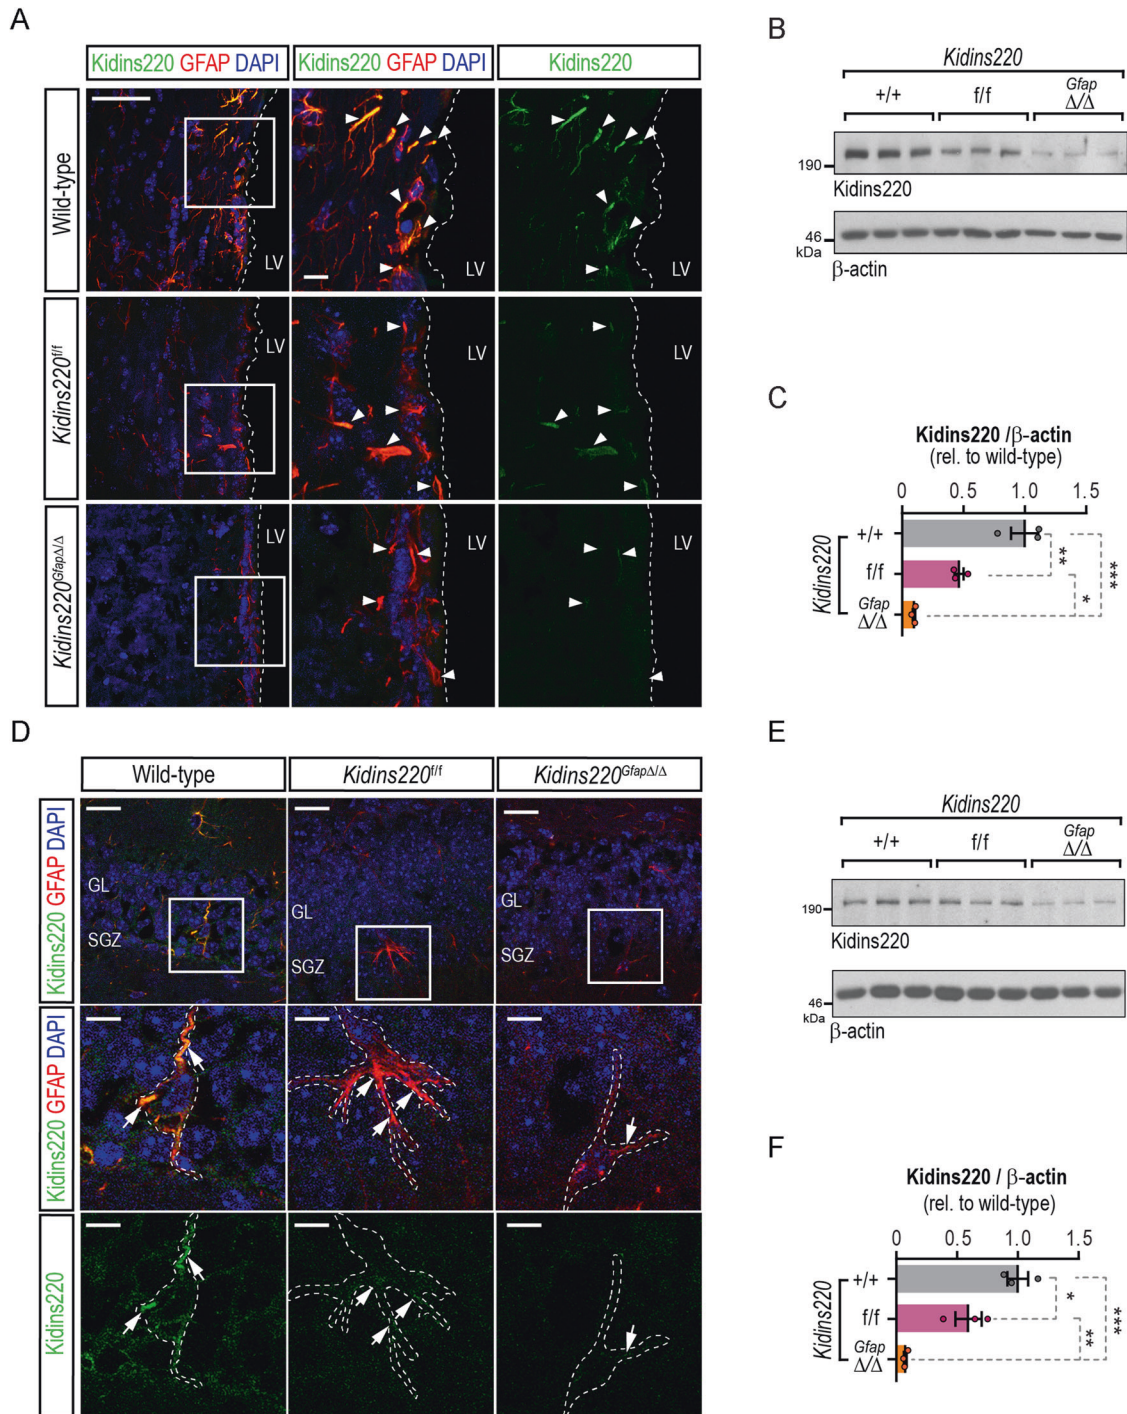 A
Kidins220 GFAP DAPI
Kidins220 GFAP DAPI
Kidins220
Wild-type
LV
LV
LV
Kidins220f/f
LV
LV
LV
Kidins220GfapΔ/Δ
LV
LV
LV
B
Kidins220
+/+
f/f
Gfap
Δ/Δ
190
Kidins220
46
kDa
β-actin
C
Kidins220 /β-actin
(rel. to wild-type)
0 0.5 1.0 1.5
Kidins220
+/+
f/f
Gfap
Δ/Δ
**
*
***
D
Wild-type
Kidins220f/f
Kidins220GfapΔ/Δ
Kidins220 GFAP DAPI
GL
SGZ
GL
SGZ
GL
SGZ
Kidins220 GFAP DAPI
Kidins220
E
Kidins220
+/+
f/f
Gfap
Δ/Δ
190
Kidins220
46
kDa
β-actin
F
Kidins220 / β-actin
(rel. to wild-type)
0 0.5 1.0 1.5
Kidins220
+/+
f/f
Gfap
Δ/Δ
*
**
***